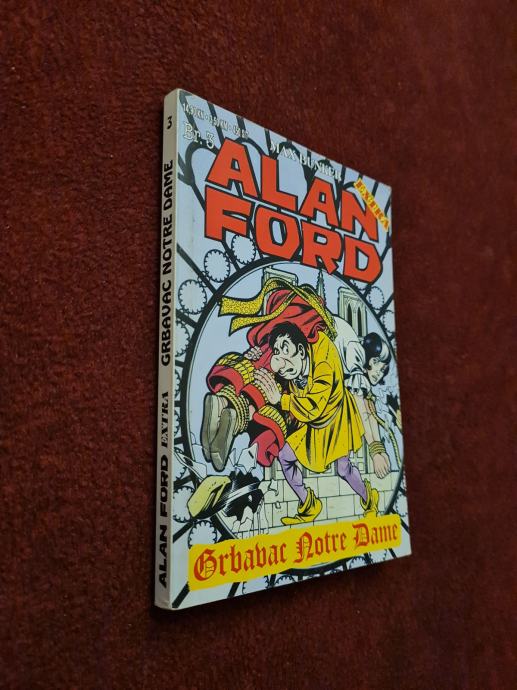 Br. 3
MAX BUNKER
EXTRA
ALAN
FORD
Grbavac Notre Dame
ALAN FORD EXTRA GRBAVAC NOTRE DAME 3